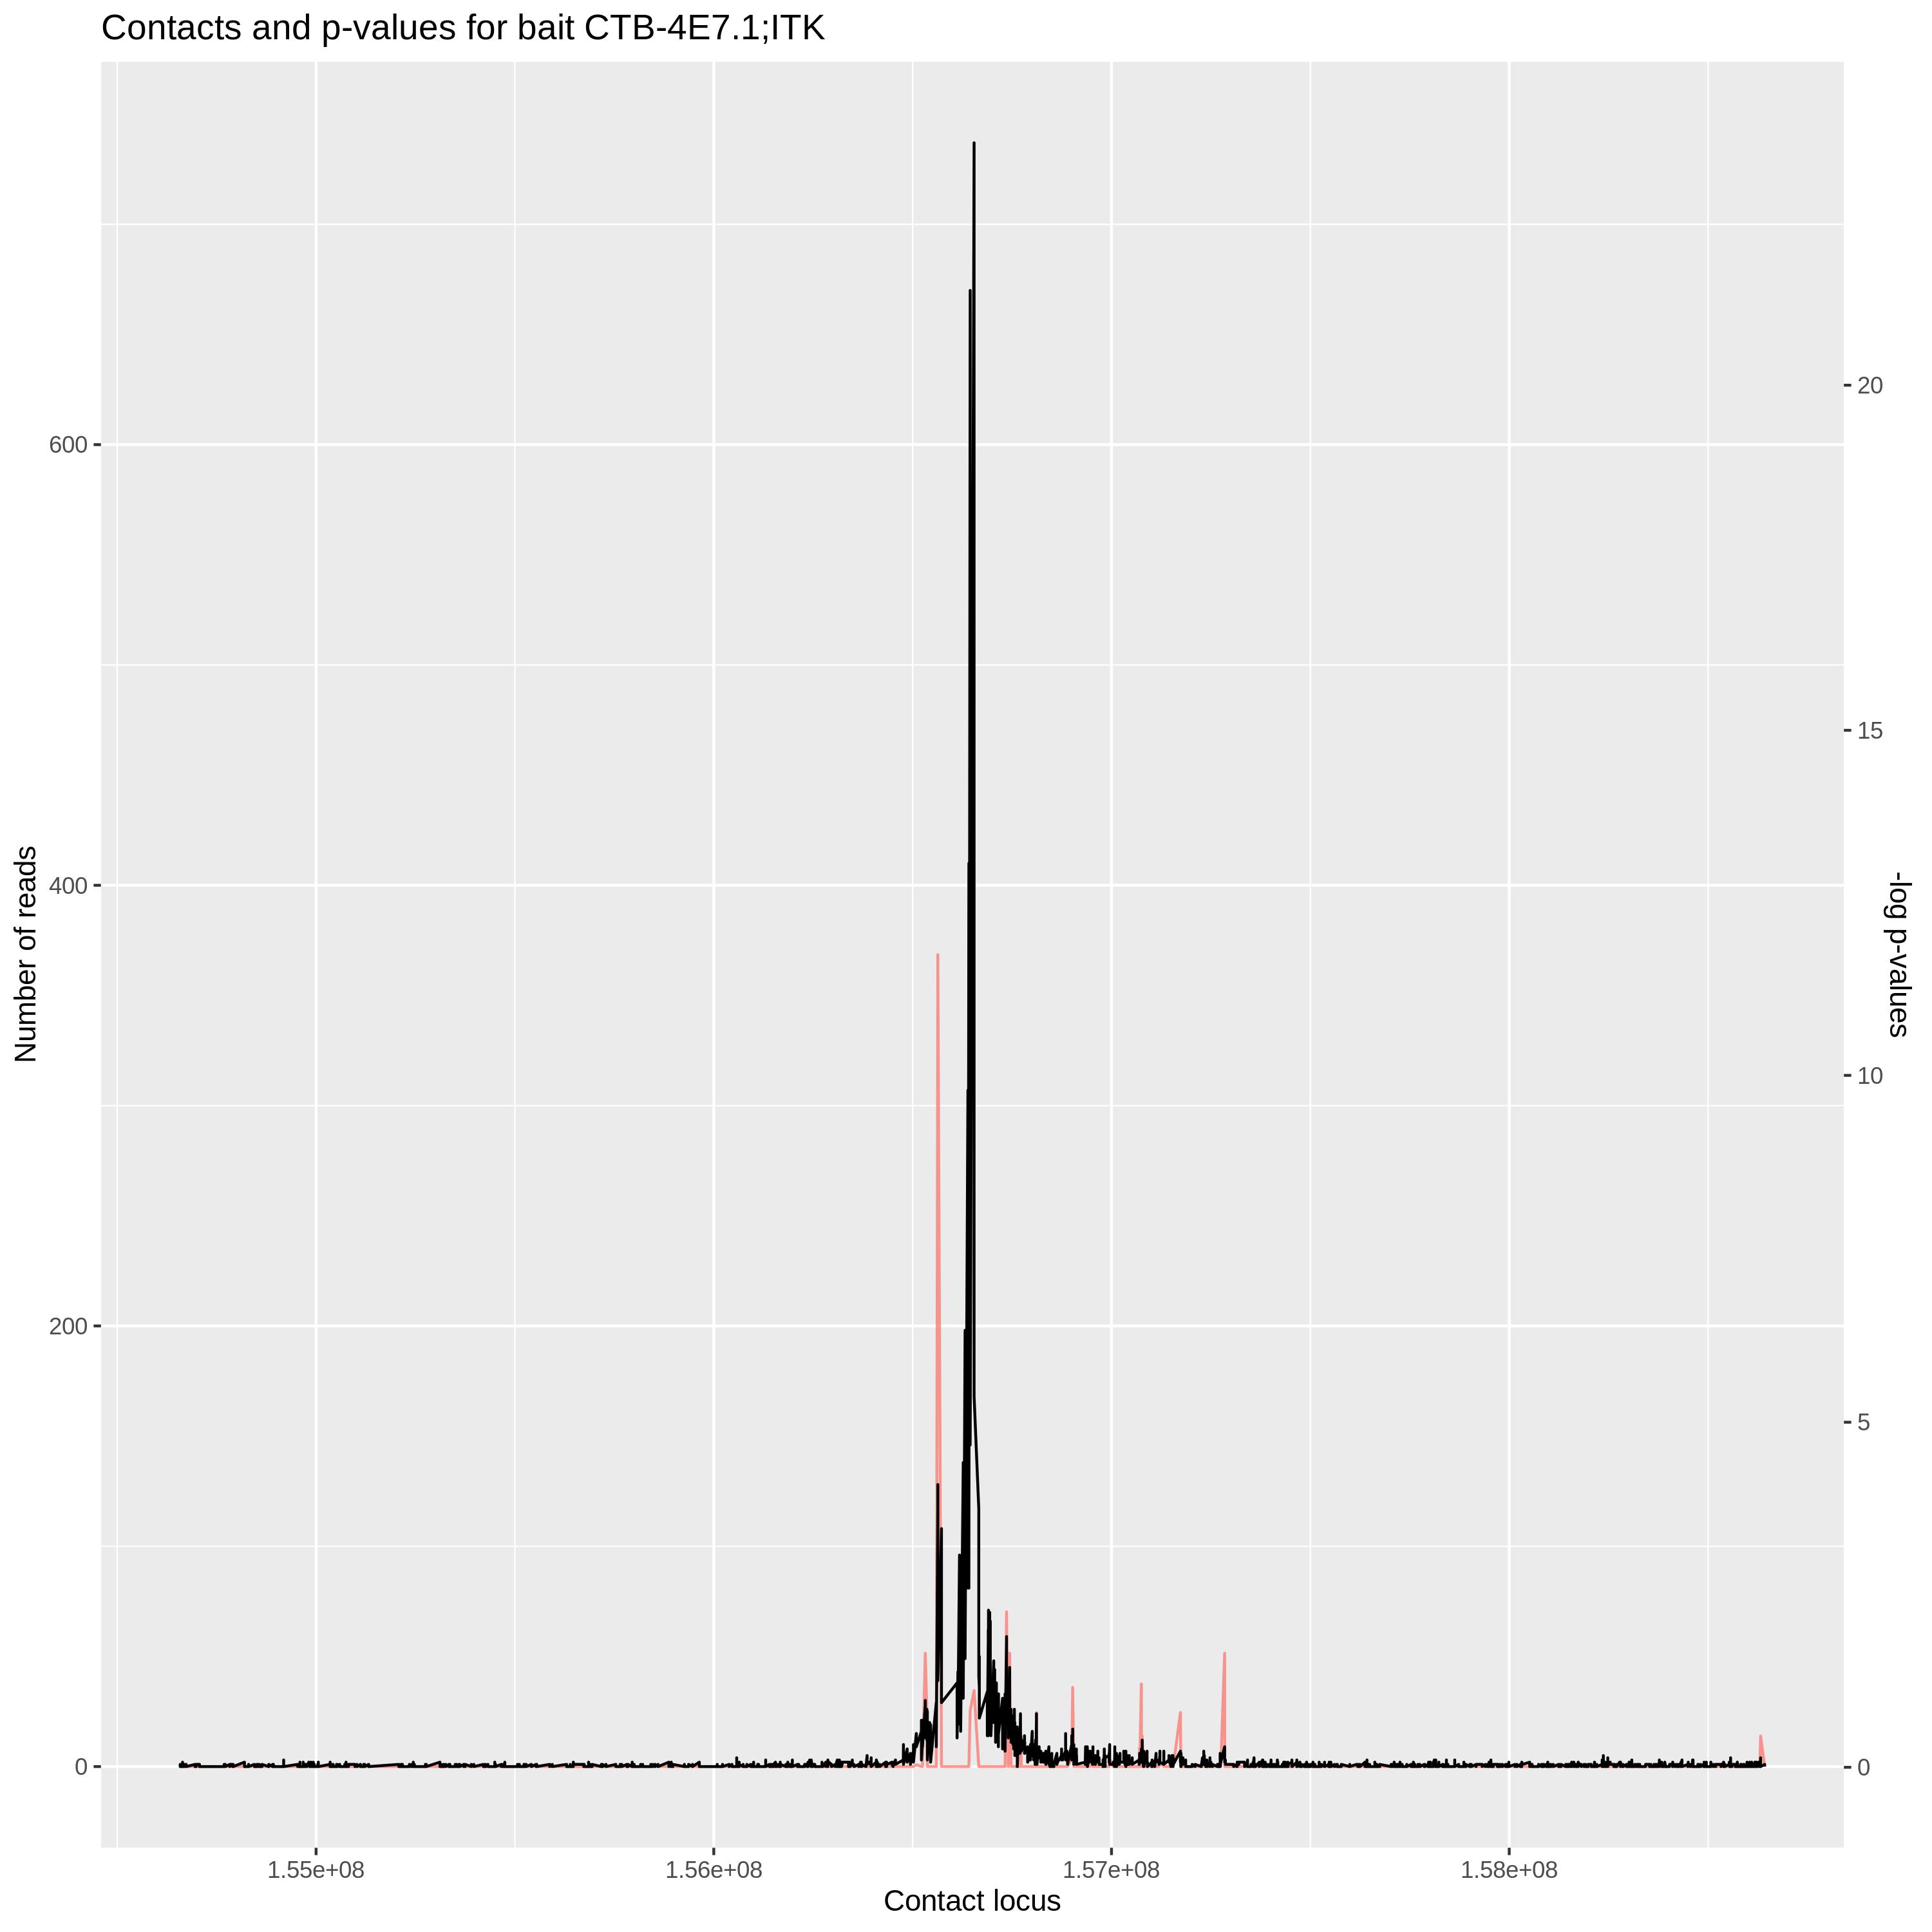 Contacts and p-values for bait CTB-4E7.1;ITK
Number of reads
600
400
200
0
20
15
10
5
0
-log p-values
1.55e+08 1.56e+08 1.57e+08 1.58e+08
Contact locus